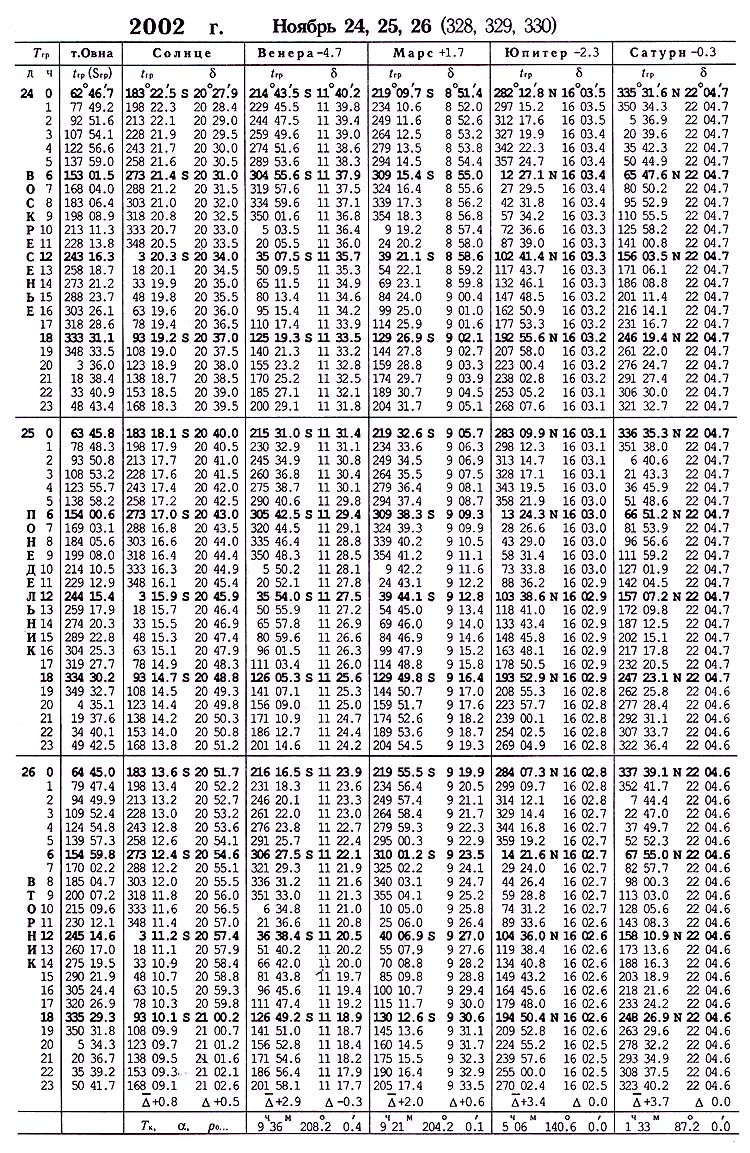 2002 г. Ноябрь 24, 25, 26 (328, 329, 330)
Tгр т.Овна Солнце Венера -4.7 Марс +1.7 Юпитер -2.3 Сатурн -0.3
л ч tгр (Sгр) tгр δ tгр δ tгр δ tгр δ tгр δ
24 0 62°46.′7 183°22.′5 S 20°27.′9 214°43.′5 S 11°40.′2 219°09.′7 S 8°51.′4 282°12.′8 N 16°03.′5 335°31.′6 N 22°04.′7
1 77 49.2 198 22.3 20 28.4 229 45.5 11 39.8 234 10.6 8 52.0 297 15.2 16 03.5 350 34.3 22 04.7
2 92 51.6 213 22.1 20 29.0 244 47.5 11 39.4 249 11.6 8 52.6 312 17.6 16 03.5 5 36.9 22 04.7
3 107 54.1 228 21.9 20 29.5 259 49.6 11 39.0 264 12.5 8 53.2 327 19.9 16 03.4 20 39.6 22 04.7
4 122 56.6 243 21.7 20 30.0 274 51.6 11 38.6 279 13.5 8 53.8 342 22.3 16 03.4 35 42.3 22 04.7
5 137 59.0 258 21.6 20 30.5 289 53.6 11 38.3 294 14.5 8 54.4 357 24.7 16 03.4 50 44.9 22 04.7
В 6 153 01.5 273 21.4 S 20 31.0 304 55.6 S 11 37.9 309 15.4 S 8 55.0 12 27.1 N 16 03.4 65 47.6 N 22 04.7
О 7 168 04.0 288 21.2 20 31.5 319 57.6 11 37.5 324 16.4 8 55.6 27 29.5 16 03.4 80 50.2 22 04.7
С 8 183 06.4 303 21.0 20 32.0 334 59.6 11 37.1 339 17.3 8 56.2 42 31.8 16 03.4 95 52.9 22 04.7
К 9 198 08.9 318 20.8 20 32.5 350 01.6 11 36.8 354 18.3 8 56.8 57 34.2 16 03.3 110 55.5 22 04.7
Р 10 213 11.3 333 20.7 20 33.0 5 03.5 11 36.4 9 19.2 8 57.4 72 36.6 16 03.3 125 58.2 22 04.7
Е 11 228 13.8 348 20.5 20 33.5 20 05.5 11 36.0 24 20.2 8 58.0 87 39.0 16 03.3 141 00.8 22 04.7
С 12 243 16.3 3 20.3 S 20 34.0 35 07.5 S 11 35.7 39 21.1 S 8 58.6 102 41.4 N 16 03.3 156 03.5 N 22 04.7
Е 13 258 18.7 18 20.1 20 34.5 50 09.5 11 35.3 54 22.1 8 59.2 117 43.7 16 03.3 171 06.1 22 04.7
Н 14 273 21.2 33 19.9 20 35.0 65 11.5 11 34.9 69 23.1 8 59.8 132 46.1 16 03.3 186 08.8 22 04.7
Ь 15 288 23.7 48 19.8 20 35.5 80 13.4 11 34.6 84 24.0 9 00.4 147 48.5 16 03.2 201 11.4 22 04.7
Е 16 303 26.1 63 19.6 20 36.0 95 15.4 11 34.2 99 25.0 9 01.0 162 50.9 16 03.2 216 14.1 22 04.7
17 318 28.6 78 19.4 20 36.5 110 17.4 11 33.9 114 25.9 9 01.6 177 53.3 16 03.2 231 16.7 22 04.7
18 333 31.1 93 19.2 S 20 37.0 125 19.3 S 11 33.5 129 26.9 S 9 02.1 192 55.6 N 16 03.2 246 19.4 N 22 04.7
19 348 33.5 108 19.0 20 37.5 140 21.3 11 33.2 144 27.8 9 02.7 207 58.0 16 03.2 261 22.0 22 04.7
20 3 36.0 123 18.9 20 38.0 155 23.2 11 32.8 159 28.8 9 03.3 223 00.4 16 03.2 276 24.7 22 04.7
21 18 38.4 138 18.7 20 38.5 170 25.2 11 32.5 174 29.7 9 03.9 238 02.8 16 03.1 291 27.4 22 04.7
22 33 40.9 153 18.5 20 39.0 185 27.1 11 32.1 189 30.7 9 04.5 253 05.2 16 03.1 306 30.0 22 04.7
23 48 43.4 168 18.3 20 39.5 200 29.1 11 31.8 204 31.7 9 05.1 268 07.6 16 03.1 321 32.7 22 04.7
25 0 63 45.8 183 18.1 S 20 40.0 215 31.0 S 11 31.4 219 32.6 S 9 05.7 283 09.9 N 16 03.1 336 35.3 N 22 04.7
1 78 48.3 198 17.9 20 40.5 230 32.9 11 31.1 234 33.6 9 06.3 298 12.3 16 03.1 351 38.0 22 04.7
2 93 50.8 213 17.7 20 41.0 245 34.9 11 30.8 249 34.5 9 06.9 313 14.7 16 03.1 6 40.6 22 04.7
3 108 53.2 228 17.6 20 41.5 260 36.8 11 30.4 264 35.5 9 07.5 328 17.1 16 03.1 21 43.3 22 04.7
4 123 55.7 243 17.4 20 42.0 275 38.7 11 30.1 279 36.4 9 08.1 343 19.5 16 03.0 36 45.9 22 04.7
5 138 58.2 258 17.2 20 42.5 290 40.6 11 29.8 294 37.4 9 08.7 358 21.9 16 03.0 51 48.6 22 04.7
П 6 154 00.6 273 17.0 S 20 43.0 305 42.5 S 11 29.4 309 38.3 S 9 09.3 13 24.3 N 16 03.0 66 51.2 N 22 04.7
О 7 169 03.1 288 16.8 20 43.5 320 44.5 11 29.1 324 39.3 9 09.9 28 26.6 16 03.0 81 53.9 22 04.7
Н 8 184 05.6 303 16.6 20 44.0 335 46.4 11 28.8 339 40.2 9 10.5 43 29.0 16 03.0 96 56.6 22 04.7
Е 9 199 08.0 318 16.4 20 44.4 350 48.3 11 28.5 354 41.2 9 11.1 58 31.4 16 03.0 111 59.2 22 04.7
Д 10 214 10.5 333 16.3 20 44.9 5 50.2 11 28.1 9 42.2 9 11.6 73 33.8 16 03.0 127 01.9 22 04.7
Е 11 229 12.9 348 16.1 20 45.4 20 52.1 11 27.8 24 43.1 9 12.2 88 36.2 16 02.9 142 04.5 22 04.7
Л 12 244 15.4 3 15.9 S 20 45.9 35 54.0 S 11 27.5 39 44.1 S 9 12.8 103 38.6 N 16 02.9 157 07.2 N 22 04.7
Ь 13 259 17.9 18 15.7 20 46.4 50 55.9 11 27.2 54 45.0 9 13.4 118 41.0 16 02.9 172 09.8 22 04.7
Н 14 274 20.3 33 15.5 20 46.9 65 57.8 11 26.9 69 46.0 9 14.0 133 43.4 16 02.9 187 12.5 22 04.7
И 15 289 22.8 48 15.3 20 47.4 80 59.6 11 26.6 84 46.9 9 14.6 148 45.8 16 02.9 202 15.1 22 04.7
К 16 304 25.3 63 15.1 20 47.9 96 01.5 11 26.3 99 47.9 9 15.2 163 48.1 16 02.9 217 17.8 22 04.7
17 319 27.7 78 14.9 20 48.3 111 03.4 11 26.0 114 48.8 9 15.8 178 50.5 16 02.9 232 20.5 22 04.7
18 334 30.2 93 14.7 S 20 48.8 126 05.3 S 11 25.6 129 49.8 S 9 16.4 193 52.9 N 16 02.9 247 23.1 N 22 04.7
19 349 32.7 108 14.5 20 49.3 141 07.1 11 25.3 144 50.7 9 17.0 208 55.3 16 02.8 262 25.8 22 04.6
20 4 35.1 123 14.4 20 49.8 156 09.0 11 25.0 159 51.7 9 17.6 223 57.7 16 02.8 277 28.4 22 04.6
21 19 37.6 138 14.2 20 50.3 171 10.9 11 24.7 174 52.6 9 18.2 239 00.1 16 02.8 292 31.1 22 04.6
22 34 40.1 153 14.0 20 50.8 186 12.7 11 24.4 189 53.6 9 18.7 254 02.5 16 02.8 307 33.7 22 04.6
23 49 42.5 168 13.8 20 51.2 201 14.6 11 24.2 204 54.5 9 19.3 269 04.9 16 02.8 322 36.4 22 04.6
26 0 64 45.0 183 13.6 S 20 51.7 216 16.5 S 11 23.9 219 55.5 S 9 19.9 284 07.3 N 16 02.8 337 39.1 N 22 04.6
1 79 47.4 198 13.4 20 52.2 231 18.3 11 23.6 234 56.4 9 20.5 299 09.7 16 02.8 352 41.7 22 04.6
2 94 49.9 213 13.2 20 52.7 246 20.1 11 23.3 249 57.4 9 21.1 314 12.1 16 02.8 7 44.4 22 04.6
3 109 52.4 228 13.0 20 53.2 261 22.0 11 23.0 264 58.4 9 21.7 329 14.4 16 02.7 22 47.0 22 04.6
4 124 54.8 243 12.8 20 53.6 276 23.8 11 22.7 279 59.3 9 22.3 344 16.8 16 02.7 37 49.7 22 04.6
5 139 57.3 258 12.6 20 54.1 291 25.7 11 22.4 295 00.3 9 22.9 359 19.2 16 02.7 52 52.3 22 04.6
6 154 59.8 273 12.4 S 20 54.6 306 27.5 S 11 22.1 310 01.2 S 9 23.5 14 21.6 N 16 02.7 67 55.0 N 22 04.6
7 170 02.2 288 12.2 20 55.1 321 29.3 11 21.9 325 02.2 9 24.1 29 24.0 16 02.7 82 57.7 22 04.6
В 8 185 04.7 303 12.0 20 55.5 336 31.2 11 21.6 340 03.1 9 24.7 44 26.4 16 02.7 98 00.3 22 04.6
Т 9 200 07.2 318 11.8 20 56.0 351 33.0 11 21.3 355 04.1 9 25.2 59 28.8 16 02.7 113 03.0 22 04.6
О 10 215 09.6 333 11.6 20 56.5 6 34.8 11 21.0 10 05.0 9 25.8 74 31.2 16 02.7 128 05.6 22 04.6
Р 11 230 12.1 348 11.4 20 57.0 21 36.6 11 20.8 25 06.0 9 26.4 89 33.6 16 02.6 143 08.3 22 04.6
Н 12 245 14.6 3 11.2 S 20 57.4 36 38.4 S 11 20.5 40 06.9 S 9 27.0 104 36.0 N 16 02.6 158 10.9 N 22 04.6
И 13 260 17.0 18 11.1 20 57.9 51 40.2 11 20.2 55 07.9 9 27.6 119 38.4 16 02.6 173 13.6 22 04.6
К 14 275 19.5 33 10.9 20 58.4 66 42.0 11 20.0 70 08.8 9 28.2 134 40.8 16 02.6 188 16.3 22 04.6
15 290 21.9 48 10.7 20 58.8 81 43.8 11 19.7 85 09.8 9 28.8 149 43.2 16 02.6 203 18.9 22 04.6
16 305 24.4 63 10.5 20 59.3 96 45.6 11 19.4 100 10.7 9 29.4 164 45.6 16 02.6 218 21.6 22 04.6
17 320 26.9 78 10.3 20 59.8 111 47.4 11 19.2 115 11.7 9 30.0 179 48.0 16 02.6 233 24.2 22 04.6
18 335 29.3 93 10.1 S 21 00.2 126 49.2 S 11 18.9 130 12.6 S 9 30.6 194 50.4 N 16 02.6 248 26.9 N 22 04.6
19 350 31.8 108 09.9 21 00.7 141 51.0 11 18.7 145 13.6 9 31.1 209 52.8 16 02.6 263 29.6 22 04.6
20 5 34.3 123 09.7 21 01.2 156 52.8 11 18.4 160 14.5 9 31.7 224 55.2 16 02.5 278 32.2 22 04.6
21 20 36.7 138 09.5 21 01.6 171 54.6 11 18.2 175 15.5 9 32.3 239 57.6 16 02.5 293 34.9 22 04.6
22 35 39.2 153 09.3 21 02.1 186 56.4 11 17.9 190 16.4 9 32.9 255 00.0 16 02.5 308 37.5 22 04.6
23 50 41.7 168 09.1 21 02.6 201 58.1 11 17.7 205 17.4 9 33.5 270 02.4 16 02.5 323 40.2 22 04.6
Δ̅+0.8 Δ +0.5 Δ̅+2.9 Δ -0.3 Δ̅+2.0 Δ +0.6 Δ̅+3.4 Δ 0.0 Δ̅+3.7 Δ 0.0
Tк, α, p₀... 9ч36м 208°.2 0′.4 9ч21м 204°.2 0′.1 5ч06м 140°.6 0′.0 1ч33м 87°.2 0′.0